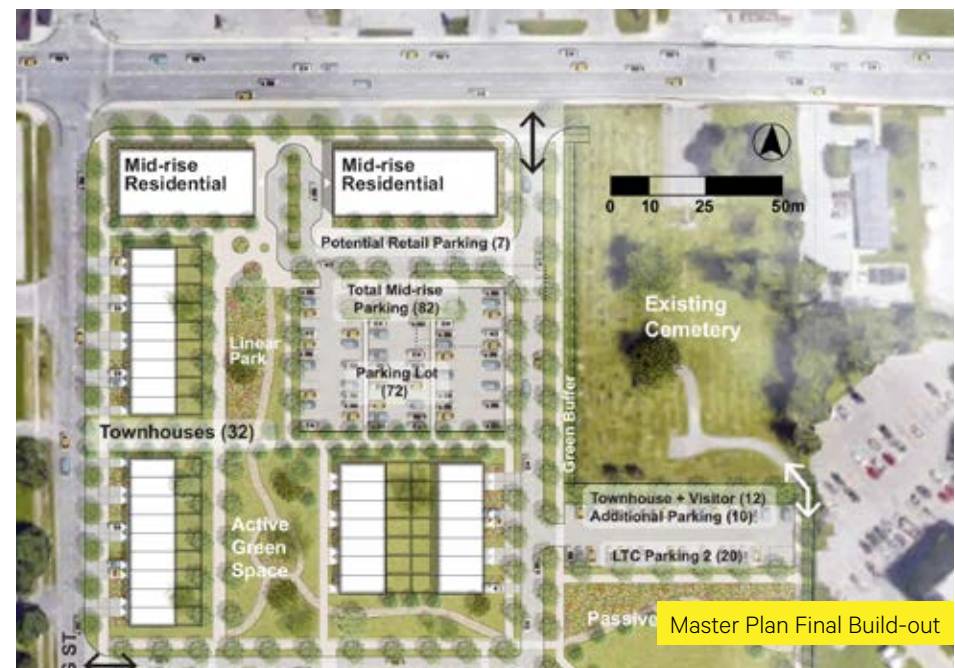 Mid-rise
Residential
Mid-rise
Residential
0 10 25 50m
Potential Retail Parking (7)
Total Mid-rise
Parking (82)
Existing
Cemetery
Linear
Park
Parking Lot
(72)
Townhouses (32)
Green Buffer
Townhouse + Visitor (12)
Additional Parking (10)
Active
Green
Space
LTC Parking 2 (20)
Passive
Master Plan Final Build-out
ST